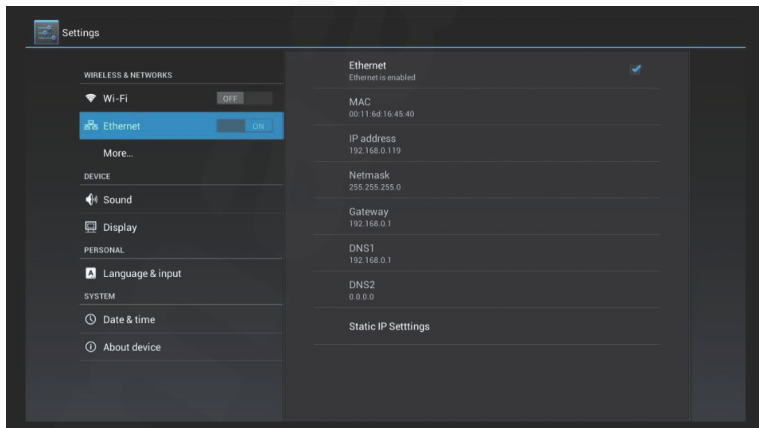 Settings
WIRELESS & NETWORKS
Wi-Fi
OFF
Ethernet
ON
More...
DEVICE
Sound
Display
PERSONAL
A
Language & input
SYSTEM
Date & time
About device
Ethernet
Ethernet is enabled
MAC
00:11:6d:16:45:40
IP address
192.168.0.119
Netmask
255.255.255.0
Gateway
192.168.0.1
DNS1
192.168.0.1
DNS2
0.0.0.0
Static IP Setttings